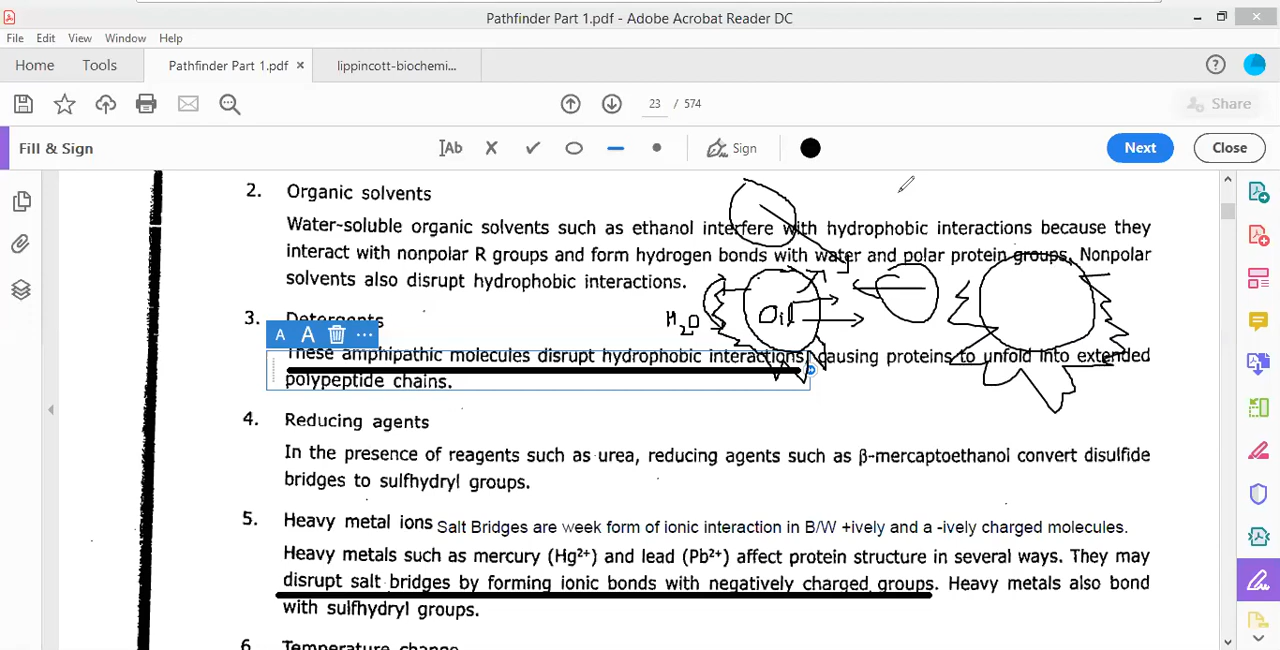 Pathfinder Part 1.pdf - Adobe Acrobat Reader DC
File Edit View Window Help
Home Tools Pathfinder Part 1.pdf × lippincott-biochemi...
23 / 574 Share
Fill & Sign IAb Sign Next Close
2. Organic solvents
Water-soluble organic solvents such as ethanol interfere with hydrophobic interactions because they
interact with nonpolar R groups and form hydrogen bonds with water and polar protein groups. Nonpolar
solvents also disrupt hydrophobic interactions.
H2O Oil
3. Detergents
A A ...
These amphipathic molecules disrupt hydrophobic interactions, causing proteins to unfold into extended
polypeptide chains.
4. Reducing agents
In the presence of reagents such as urea, reducing agents such as β-mercaptoethanol convert disulfide
bridges to sulfhydryl groups.
5. Heavy metal ions Salt Bridges are week form of ionic interaction in B/W +ively and a -ively charged molecules.
Heavy metals such as mercury (Hg²⁺) and lead (Pb²⁺) affect protein structure in several ways. They may
disrupt salt bridges by forming ionic bonds with negatively charged groups. Heavy metals also bond
with sulfhydryl groups.
6. Temperature change